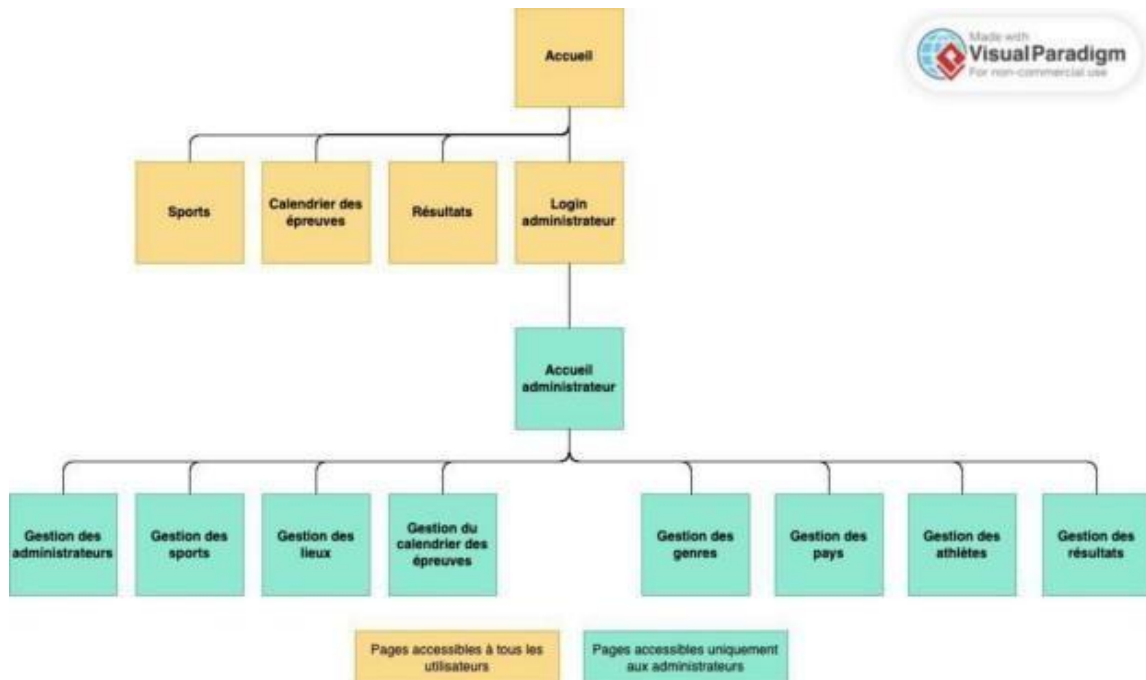 Accueil
Made with
Visual Paradigm
For non-commercial use
Sports
Calendrier des
épreuves
Résultats
Login
administrateur
Accueil
administrateur
Gestion des
administrateurs
Gestion des
sports
Gestion des
lieux
Gestion du
calendrier des
épreuves
Gestion des
genres
Gestion des
pays
Gestion des
athlètes
Gestion des
résultats
Pages accessibles à tous les
utilisateurs
Pages accessibles uniquement
aux administrateurs